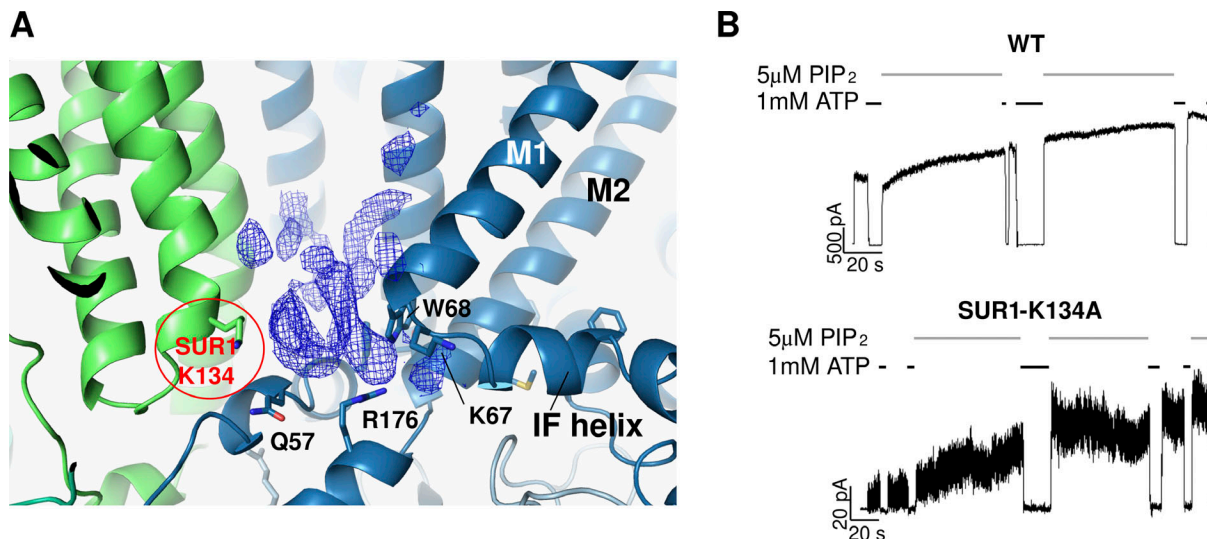 A
M1
M2
W68
SUR1
K134
Q57
R176
K67
IF helix
B
WT
5μM PIP₂
1mM ATP
500 pA
20 s
SUR1-K134A
5μM PIP₂
1mM ATP
20 pA
20 s